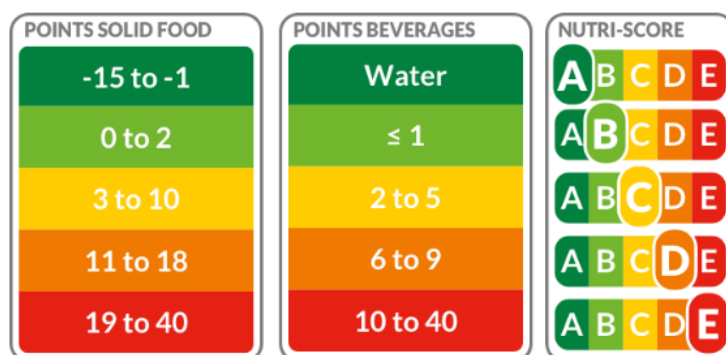 POINTS SOLID FOOD
-15 to -1
0 to 2
3 to 10
11 to 18
19 to 40
POINTS BEVERAGES
Water
≤ 1
2 to 5
6 to 9
10 to 40
NUTRI-SCORE
A B C D E
A B C D E
A B C D E
A B C D E
A B C D E